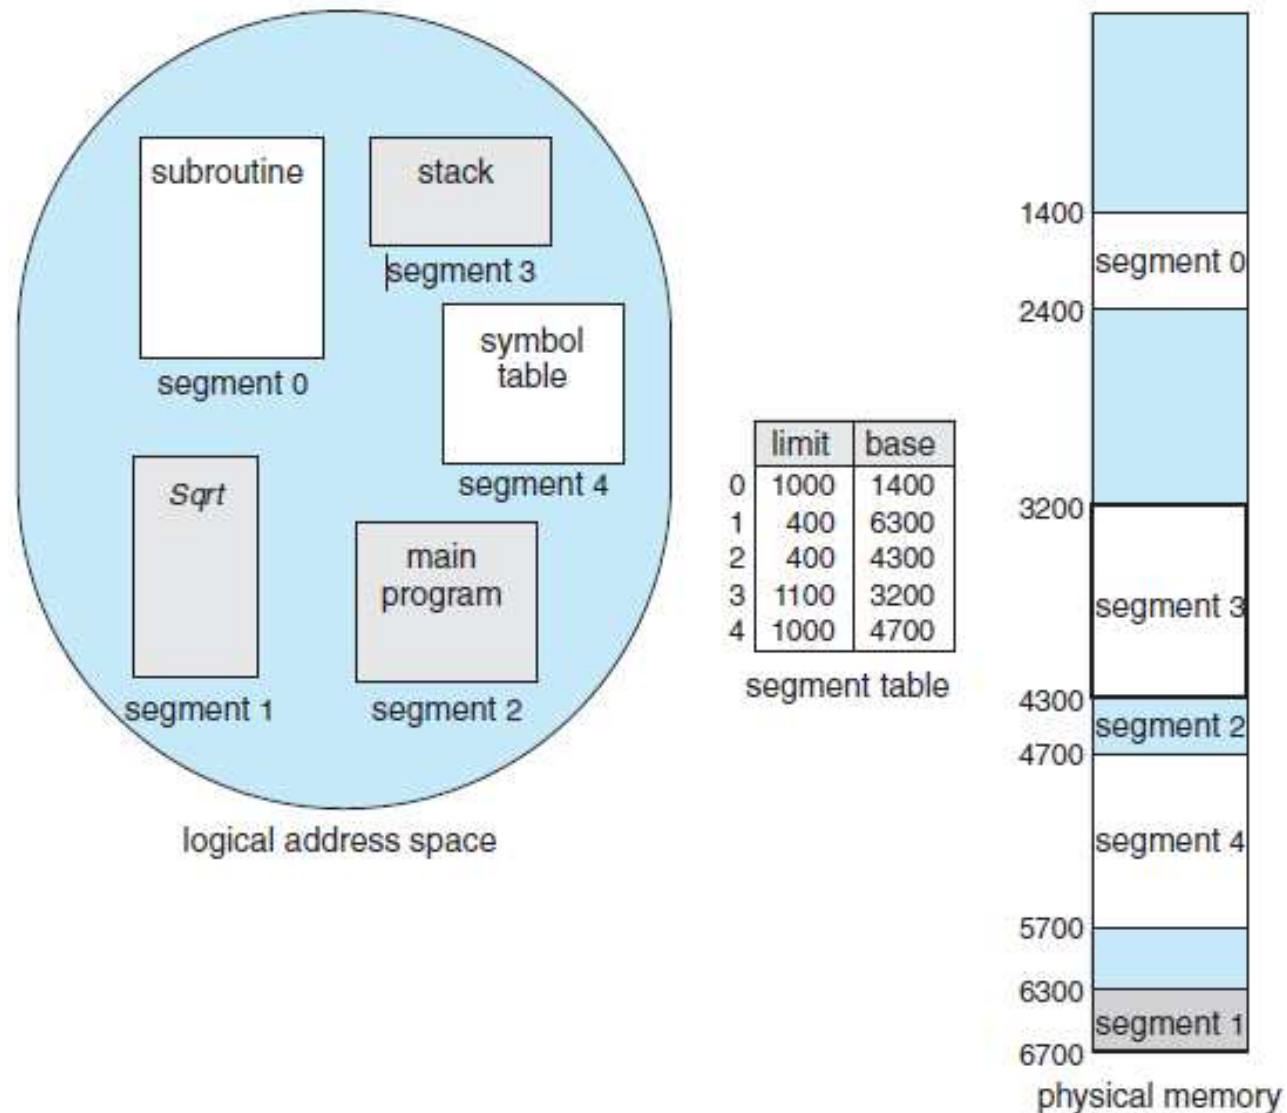 subroutine
segment 0
stack
segment 3
symbol
table
segment 4
Sqrt
segment 1
main
program
segment 2
logical address space
limit base
0 1000 1400
1 400 6300
2 400 4300
3 1100 3200
4 1000 4700
segment table
1400
segment 0
2400
3200
segment 3
4300
segment 2
4700
segment 4
5700
6300
segment 1
6700
physical memory